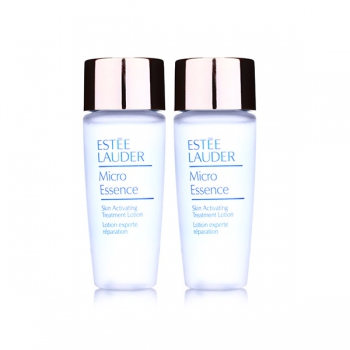 ESTĒE
LAUDER
Micro
Essence
Skin Activating
Treatment Lotion
Lotion experte
réparation
ESTĒE
LAUDER
Micro
Essence
Skin Activating
Treatment Lotion
Lotion experte
réparation